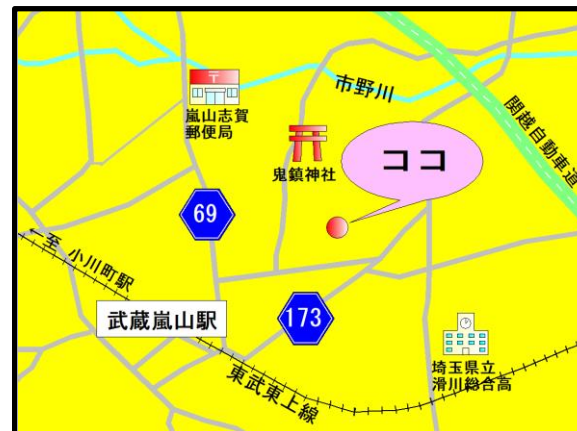 〒
嵐山志賀
郵便局
市野川
関越自動車道
鬼鎮神社
ココ
69
←至 小川町駅
武蔵嵐山駅
173
東武東上線
埼玉県立
滑川総合高